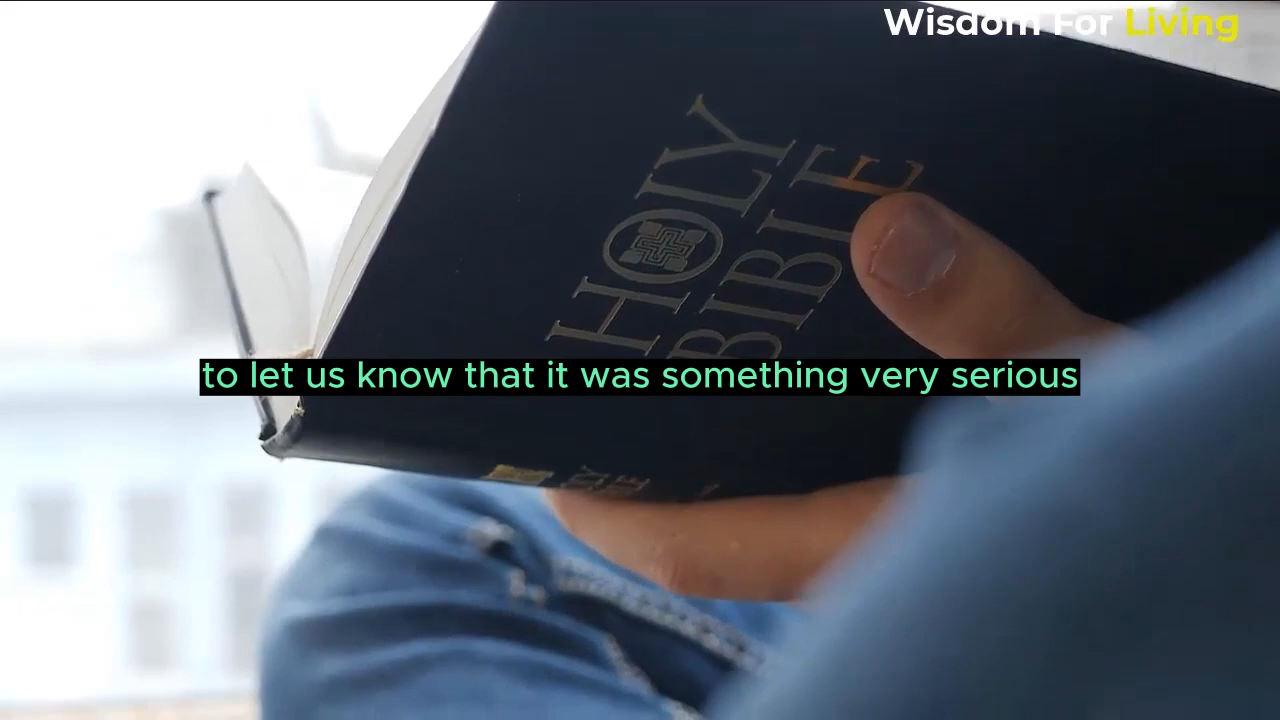 Wisdom For Living
HOLY
BIBLE
to let us know that it was something very serious